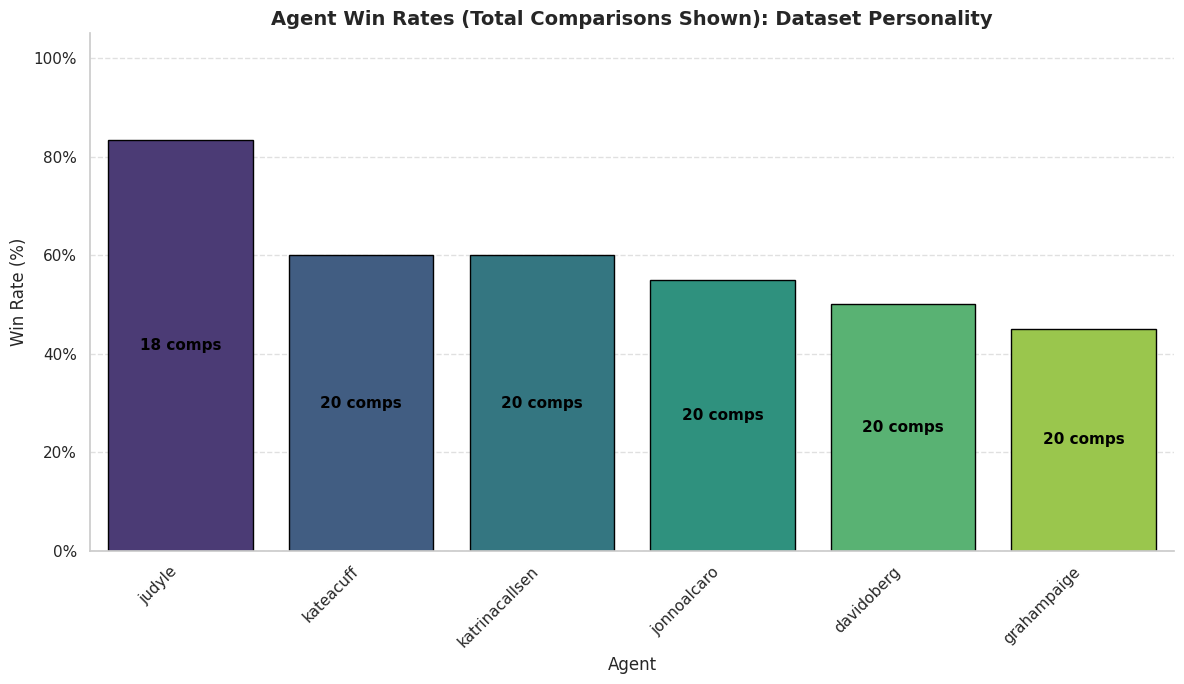 Agent Win Rates (Total Comparisons Shown): Dataset Personality
100%
80%
60%
40%
20%
0%
Win Rate (%)
18 comps
20 comps
20 comps
20 comps
20 comps
20 comps
judyle
kateacuff
katrinacallsen
jonnoalcaro
davidoberg
grahampaige
Agent